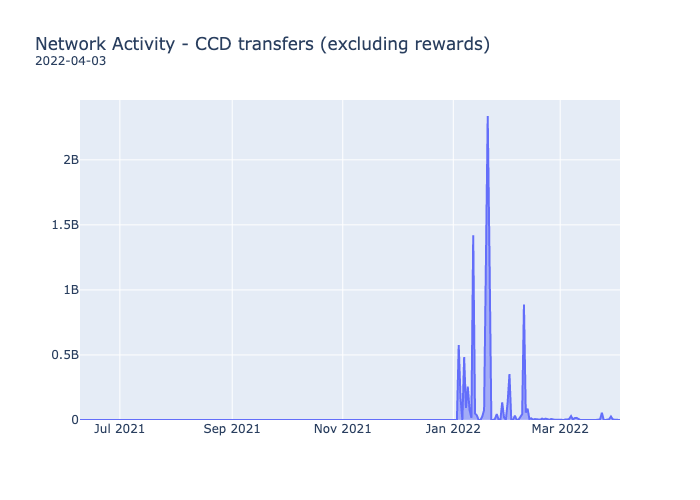 Network Activity - CCD transfers (excluding rewards)
2022-04-03
2B
1.5B
1B
0.5B
0
Jul 2021 Sep 2021 Nov 2021 Jan 2022 Mar 2022